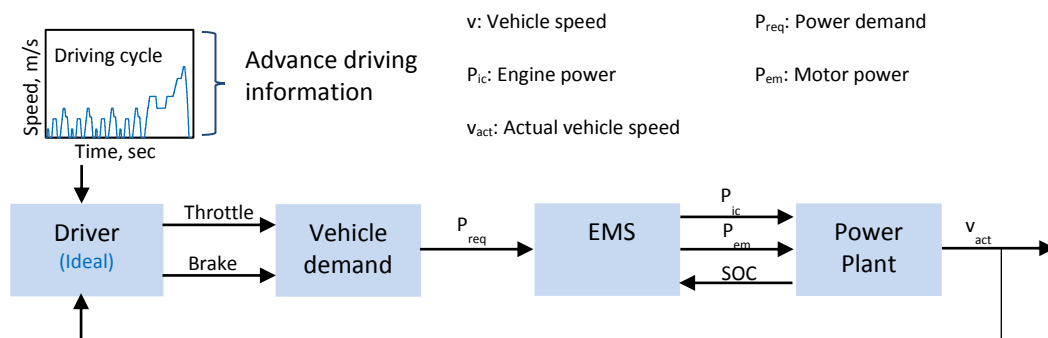 Speed, m/s
Driving cycle
Time, sec
Advance driving
information
v: Vehicle speed
P_req: Power demand
P_ic: Engine power
P_em: Motor power
v_act: Actual vehicle speed
Driver
(Ideal)
Throttle
Brake
Vehicle
demand
P_req
EMS
P_ic
P_em
SOC
Power
Plant
v_act